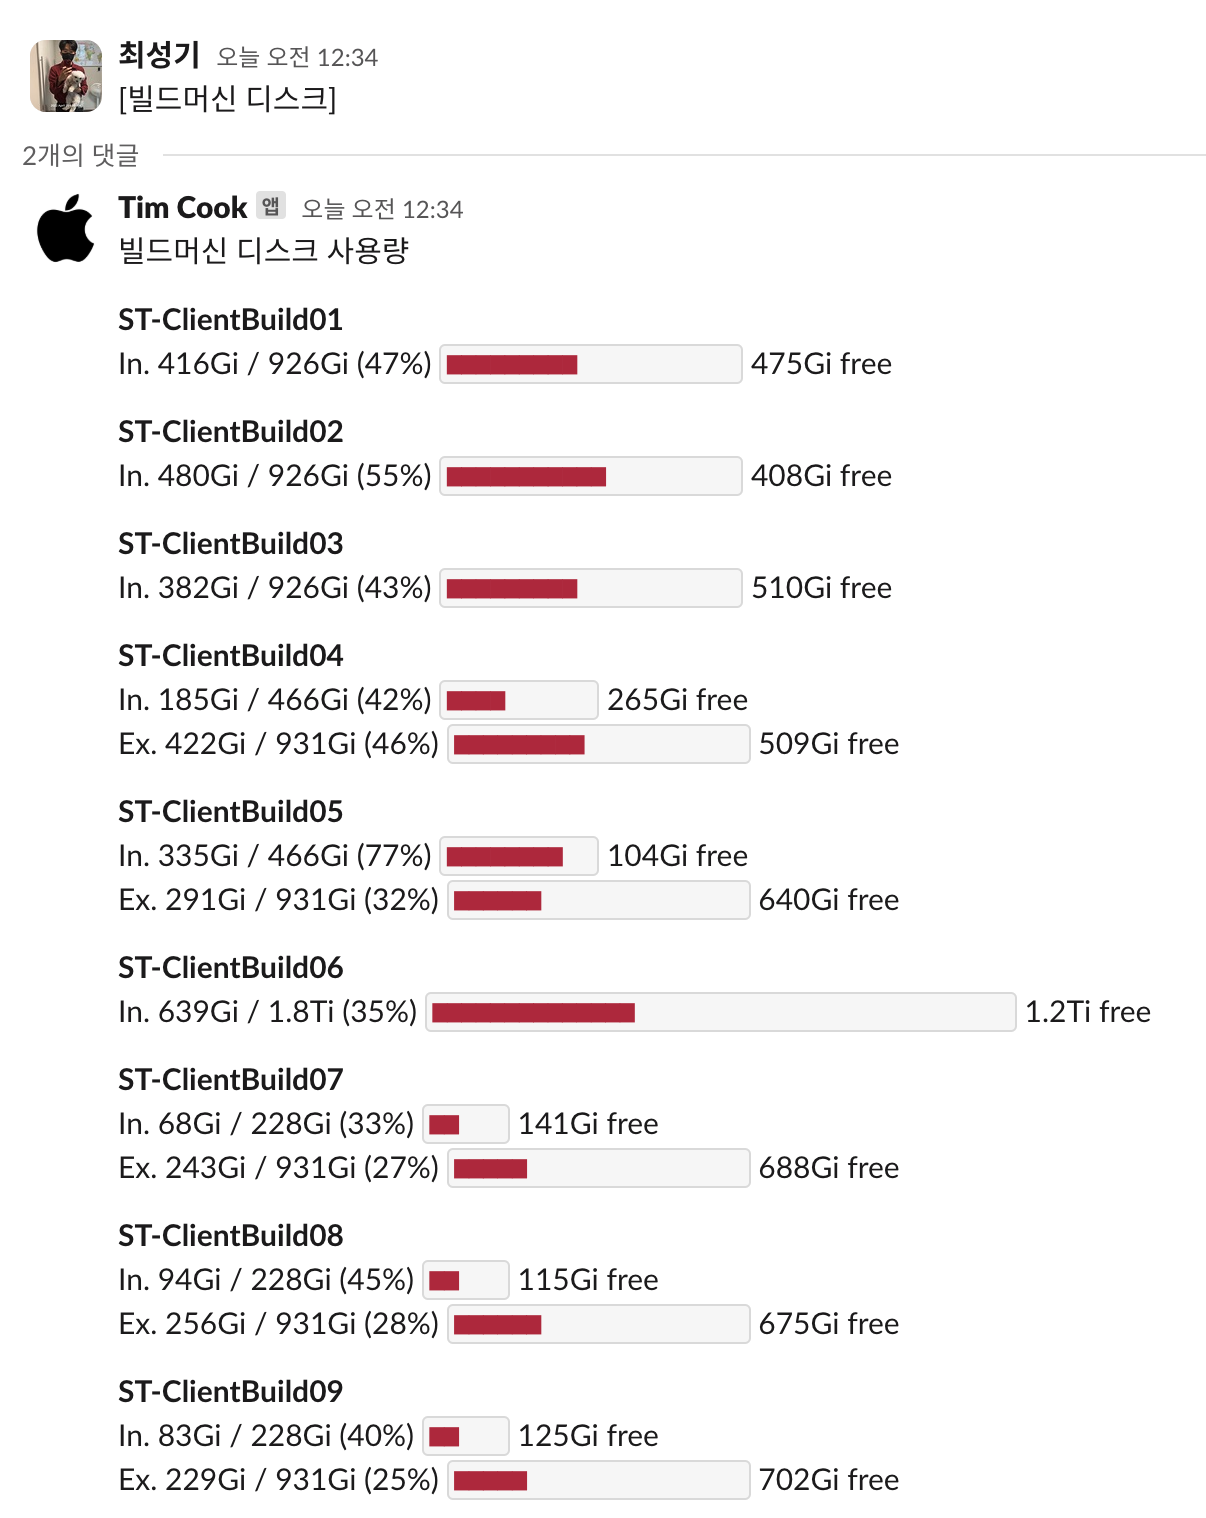 최성기 오늘 오전 12:34
[빌드머신 디스크]
2개의 댓글
Tim Cook 앱 오늘 오전 12:34
빌드머신 디스크 사용량
ST-ClientBuild01
In. 416Gi / 926Gi (47%) 475Gi free
ST-ClientBuild02
In. 480Gi / 926Gi (55%) 408Gi free
ST-ClientBuild03
In. 382Gi / 926Gi (43%) 510Gi free
ST-ClientBuild04
In. 185Gi / 466Gi (42%) 265Gi free
Ex. 422Gi / 931Gi (46%) 509Gi free
ST-ClientBuild05
In. 335Gi / 466Gi (77%) 104Gi free
Ex. 291Gi / 931Gi (32%) 640Gi free
ST-ClientBuild06
In. 639Gi / 1.8Ti (35%) 1.2Ti free
ST-ClientBuild07
In. 68Gi / 228Gi (33%) 141Gi free
Ex. 243Gi / 931Gi (27%) 688Gi free
ST-ClientBuild08
In. 94Gi / 228Gi (45%) 115Gi free
Ex. 256Gi / 931Gi (28%) 675Gi free
ST-ClientBuild09
In. 83Gi / 228Gi (40%) 125Gi free
Ex. 229Gi / 931Gi (25%) 702Gi free